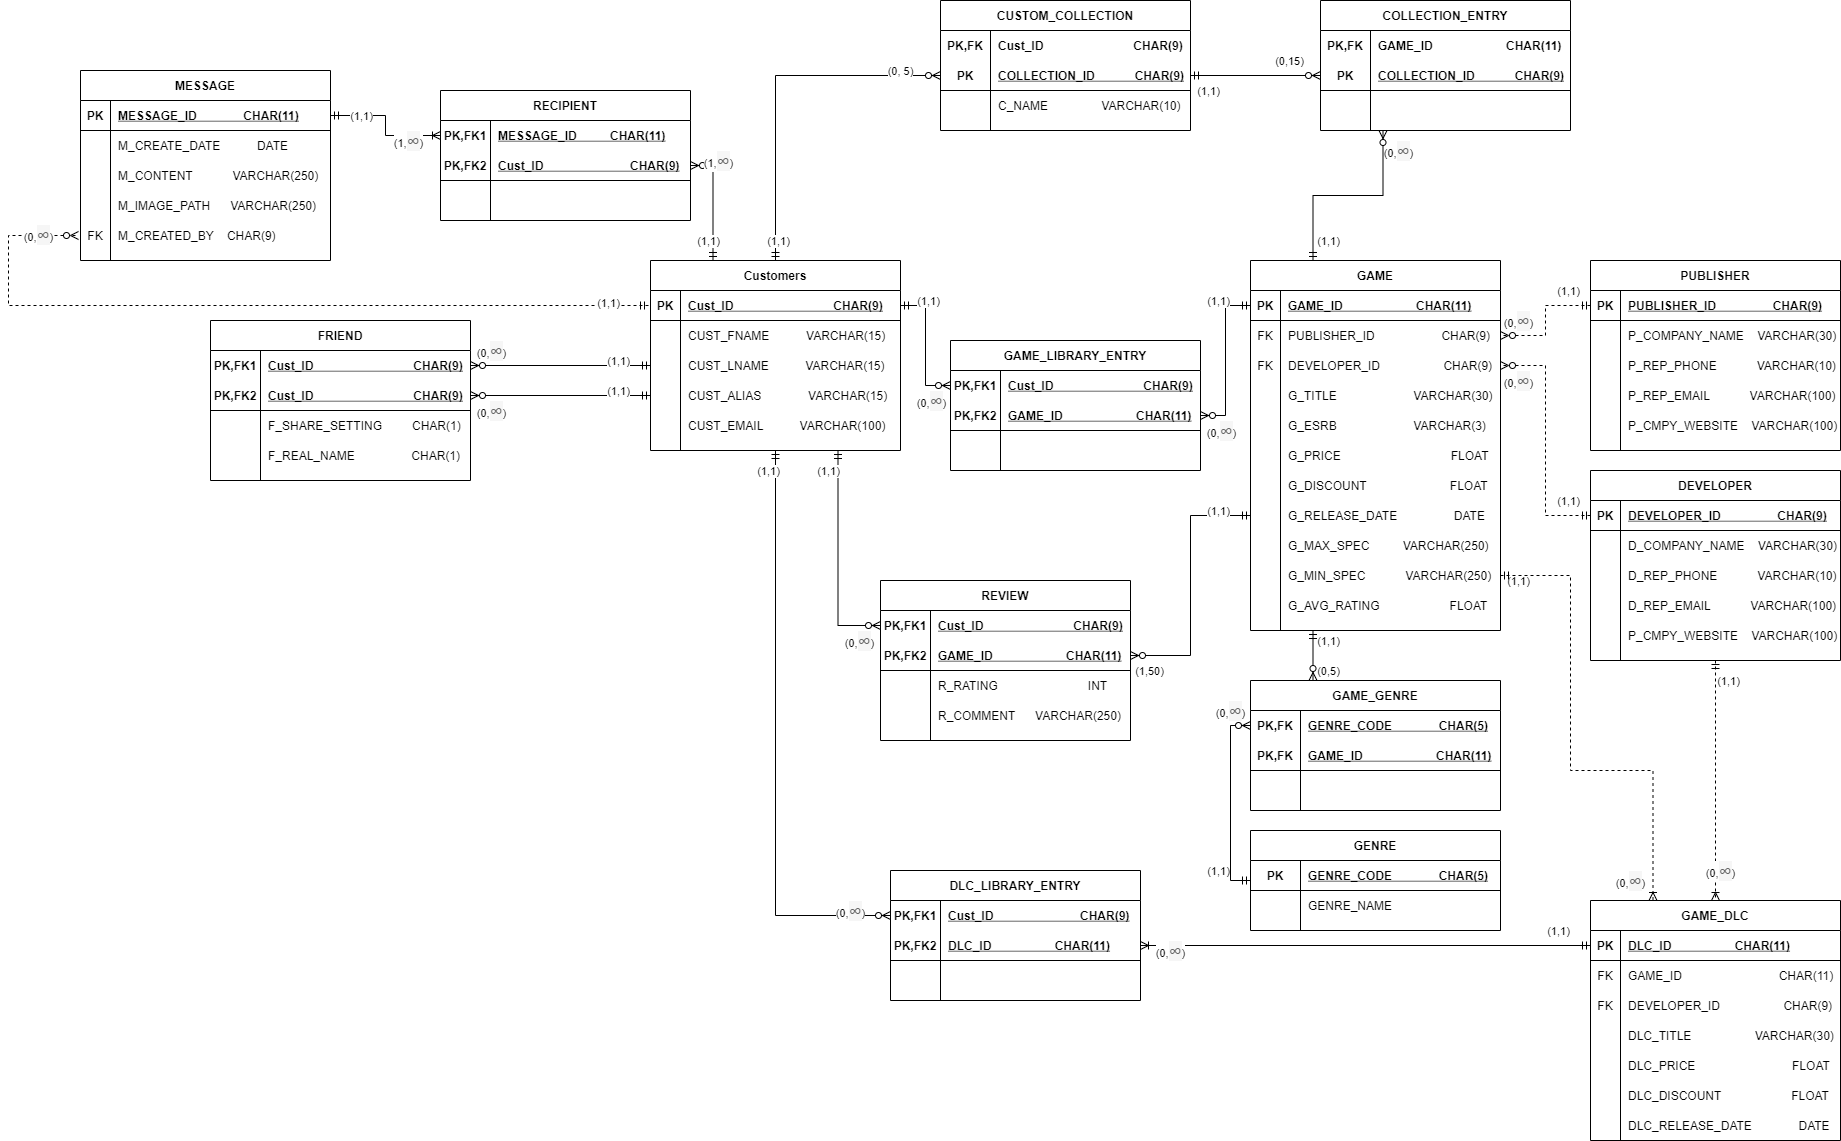 CUSTOM_COLLECTION
PK,FK Cust_ID CHAR(9)
PK COLLECTION_ID CHAR(9)
C_NAME VARCHAR(10)
(0, 5)
(1,1)
(0,15)
COLLECTION_ENTRY
PK,FK GAME_ID CHAR(11)
PK COLLECTION_ID CHAR(9)
(0,∞)
(1,1)
MESSAGE
PK MESSAGE_ID CHAR(11)
M_CREATE_DATE DATE
M_CONTENT VARCHAR(250)
M_IMAGE_PATH VARCHAR(250)
FK M_CREATED_BY CHAR(9)
(1,1)
(1,∞)
(0,∞)
(1,1)
RECIPIENT
PK,FK1 MESSAGE_ID CHAR(11)
PK,FK2 Cust_ID CHAR(9)
(1,∞)
(1,1)
(1,1)
Customers
PK Cust_ID CHAR(9)
CUST_FNAME VARCHAR(15)
CUST_LNAME VARCHAR(15)
CUST_ALIAS VARCHAR(15)
CUST_EMAIL VARCHAR(100)
(1,1)
(1,1)
(1,1)
FRIEND
PK,FK1 Cust_ID CHAR(9)
PK,FK2 Cust_ID CHAR(9)
F_SHARE_SETTING CHAR(1)
F_REAL_NAME CHAR(1)
(0,∞)
(1,1)
(0,∞)
(1,1)
GAME_LIBRARY_ENTRY
PK,FK1 Cust_ID CHAR(9)
PK,FK2 GAME_ID CHAR(11)
(0,∞)
(0,∞)
(1,1)
GAME
PK GAME_ID CHAR(11)
FK PUBLISHER_ID CHAR(9)
FK DEVELOPER_ID CHAR(9)
G_TITLE VARCHAR(30)
G_ESRB VARCHAR(3)
G_PRICE FLOAT
G_DISCOUNT FLOAT
G_RELEASE_DATE DATE
G_MAX_SPEC VARCHAR(250)
G_MIN_SPEC VARCHAR(250)
G_AVG_RATING FLOAT
(0,∞)
(0,∞)
(1,1)
(1,1)
(1,1)
(1,1)
(1,1)
PUBLISHER
PK PUBLISHER_ID CHAR(9)
P_COMPANY_NAME VARCHAR(30)
P_REP_PHONE VARCHAR(10)
P_REP_EMAIL VARCHAR(100)
P_CMPY_WEBSITE VARCHAR(100)
DEVELOPER
PK DEVELOPER_ID CHAR(9)
D_COMPANY_NAME VARCHAR(30)
D_REP_PHONE VARCHAR(10)
D_REP_EMAIL VARCHAR(100)
P_CMPY_WEBSITE VARCHAR(100)
(1,1)
REVIEW
PK,FK1 Cust_ID CHAR(9)
PK,FK2 GAME_ID CHAR(11)
R_RATING INT
R_COMMENT VARCHAR(250)
(0,∞)
(1,50)
(0,5)
GAME_GENRE
PK,FK GENRE_CODE CHAR(5)
PK,FK GAME_ID CHAR(11)
(0,∞)
GENRE
PK GENRE_CODE CHAR(5)
GENRE_NAME
(1,1)
DLC_LIBRARY_ENTRY
PK,FK1 Cust_ID CHAR(9)
PK,FK2 DLC_ID CHAR(11)
(0,∞)
(0,∞)
(1,1)
(0,∞)
(0,∞)
GAME_DLC
PK DLC_ID CHAR(11)
FK GAME_ID CHAR(11)
FK DEVELOPER_ID CHAR(9)
DLC_TITLE VARCHAR(30)
DLC_PRICE FLOAT
DLC_DISCOUNT FLOAT
DLC_RELEASE_DATE DATE